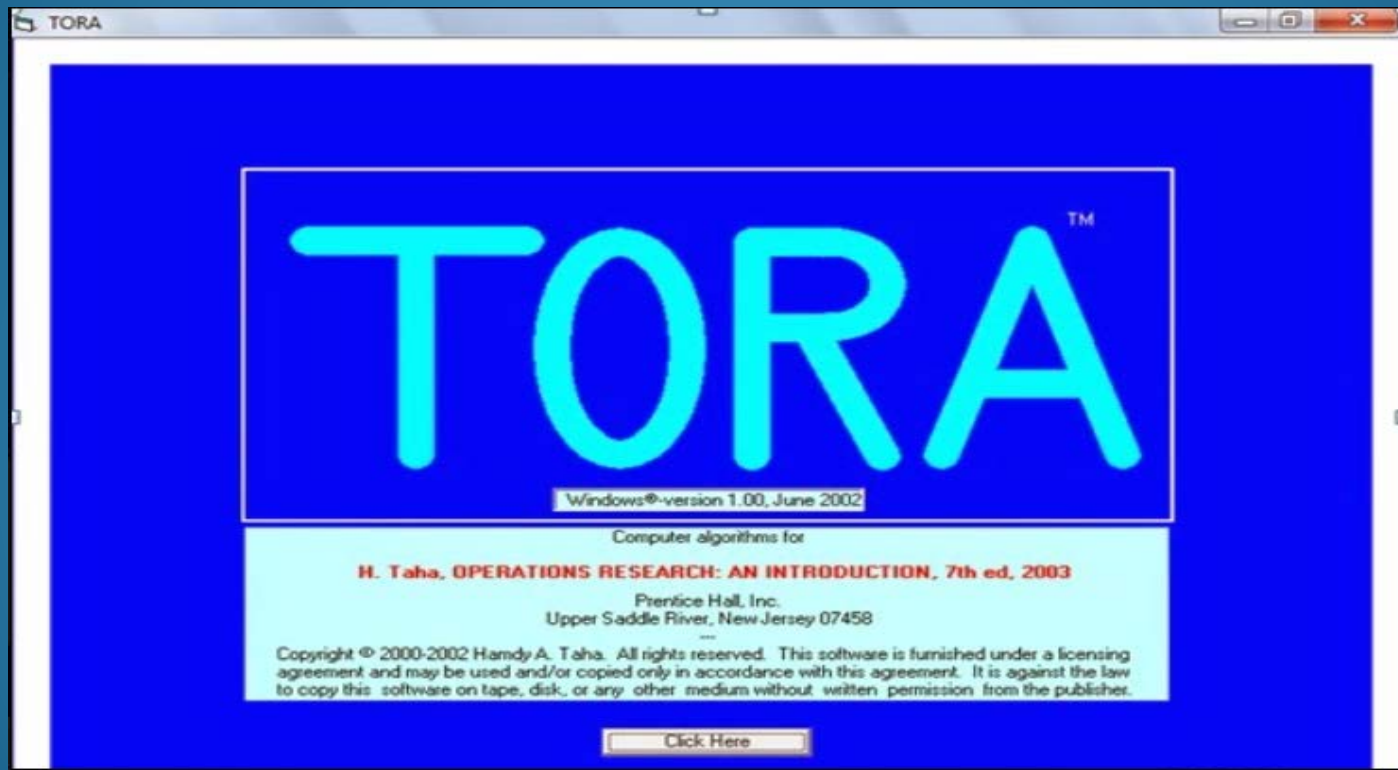 TORA
TORA
TM
Windows®-version 1.00, June 2002
Computer algorithms for
H. Taha, OPERATIONS RESEARCH: AN INTRODUCTION, 7th ed, 2003
Prentice Hall, Inc.
Upper Saddle River, New Jersey 07458
---
Copyright © 2000-2002 Hamdy A. Taha. All rights reserved. This software is furnished under a licensing
agreement and may be used and/or copied only in accordance with this agreement. It is against the law
to copy this software on tape, disk, or any other medium without written permission from the publisher.
Click Here